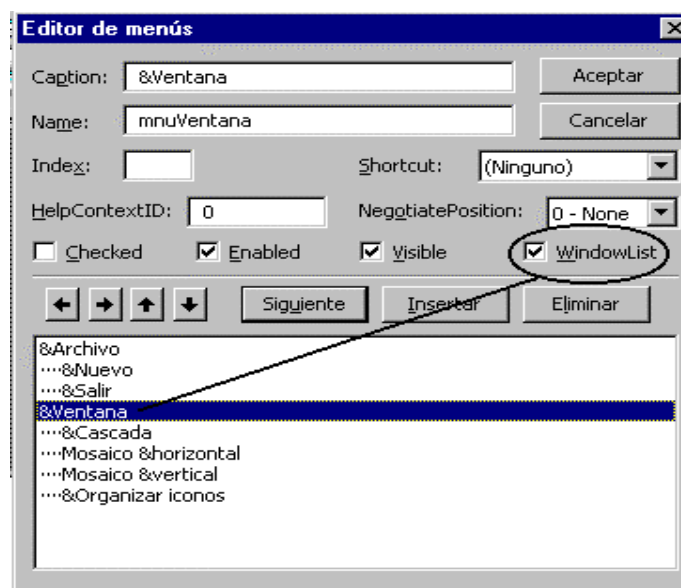 Editor de menús
Caption: &Ventana Aceptar
Name: mnuVentana Cancelar
Index: Shortcut: (Ninguno)
HelpContextID: 0 NegotiatePosition: 0 - None
Checked Enabled Visible WindowList
Siguiente Insertar Eliminar
&Archivo
····&Nuevo
····&Salir
&Ventana
····&Cascada
····Mosaico &horizontal
····Mosaico &vertical
····&Organizar iconos